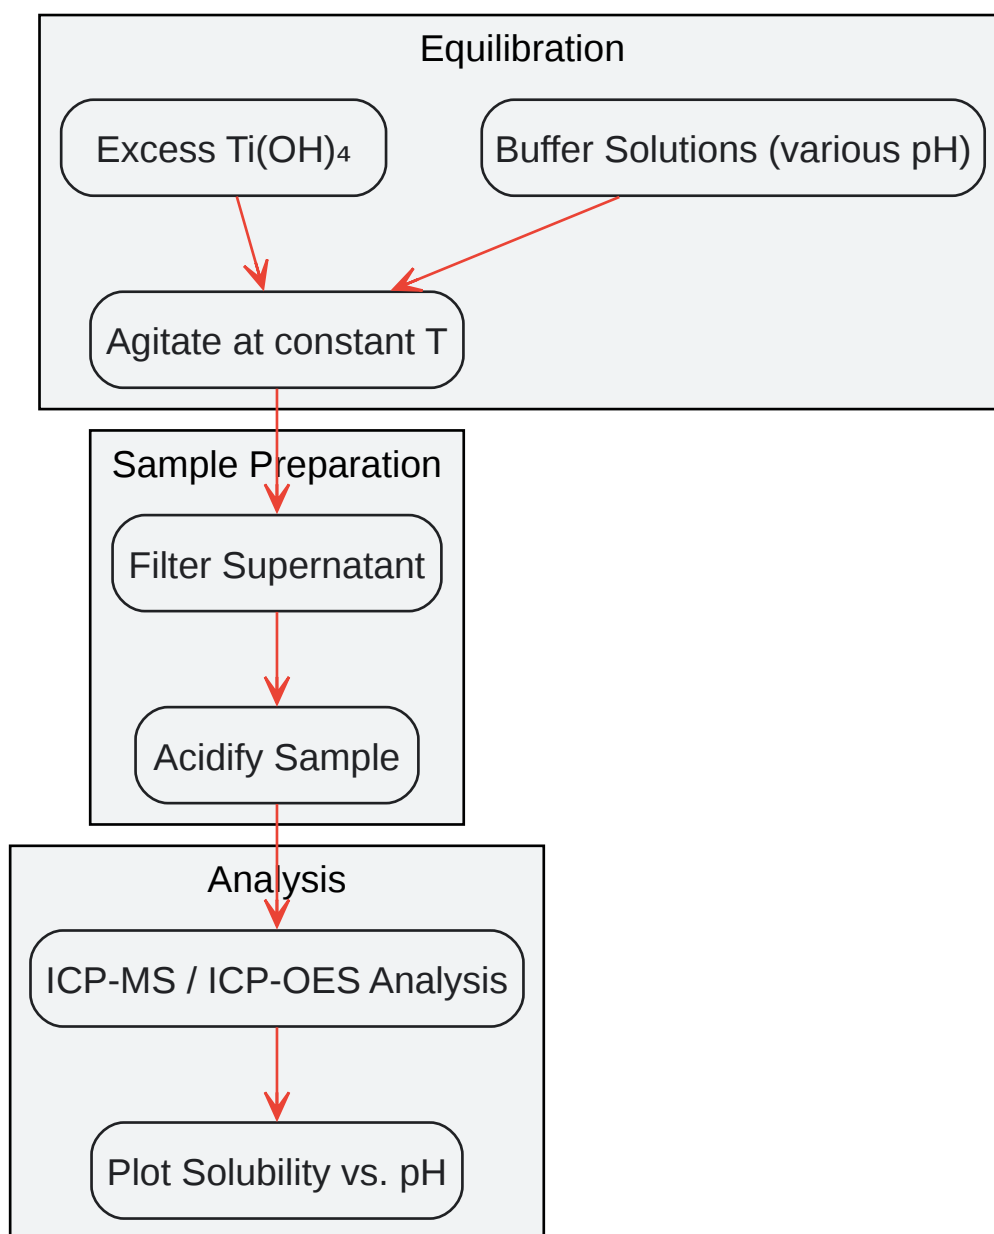 Equilibration
Excess Ti(OH)₄
Buffer Solutions (various pH)
Agitate at constant T
Sample Preparation
Filter Supernatant
Acidify Sample
Analysis
ICP-MS / ICP-OES Analysis
Plot Solubility vs. pH